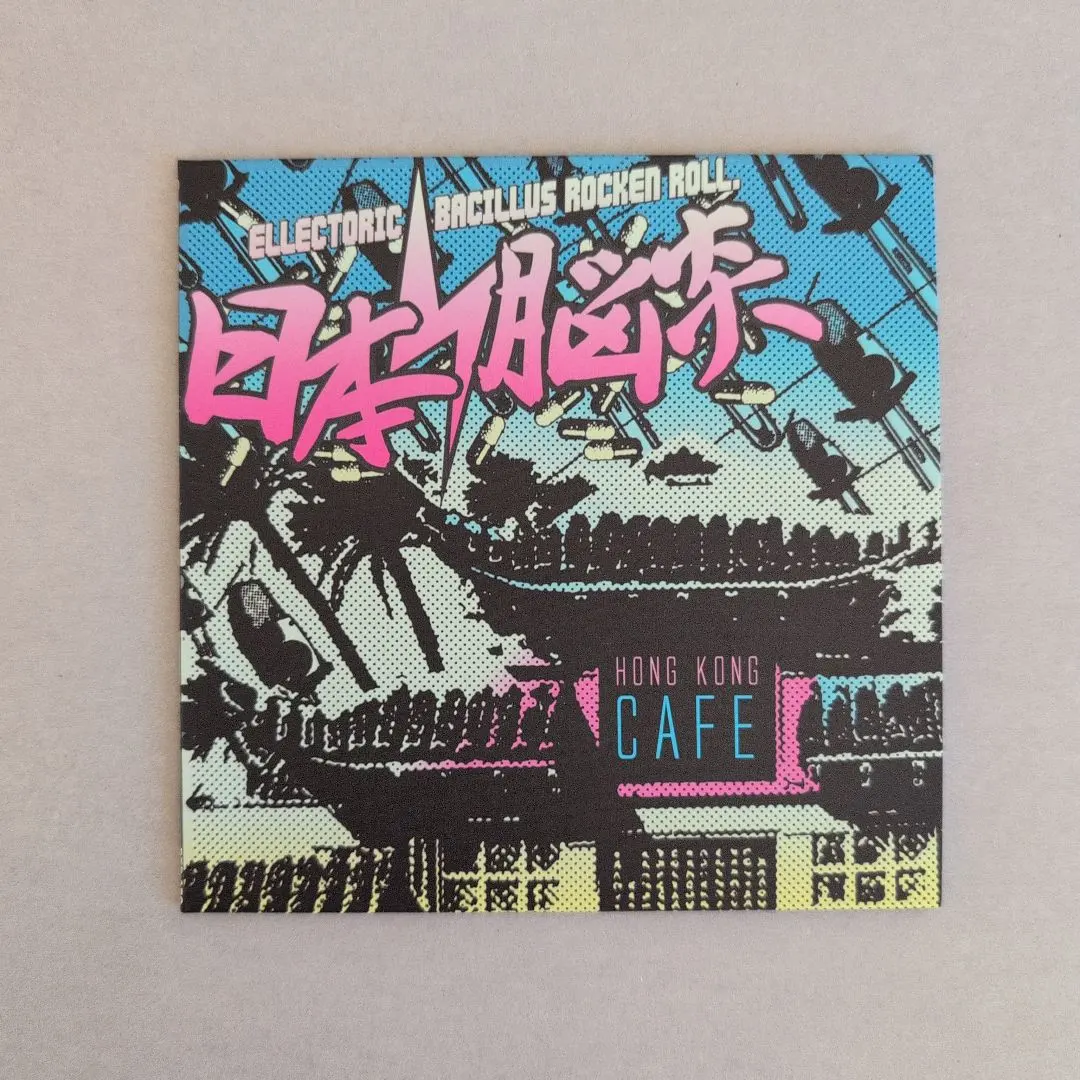 ELLECTORIC BACILLUS ROCKEN ROLL.
日本脳炎
HONG KONG
CAFE